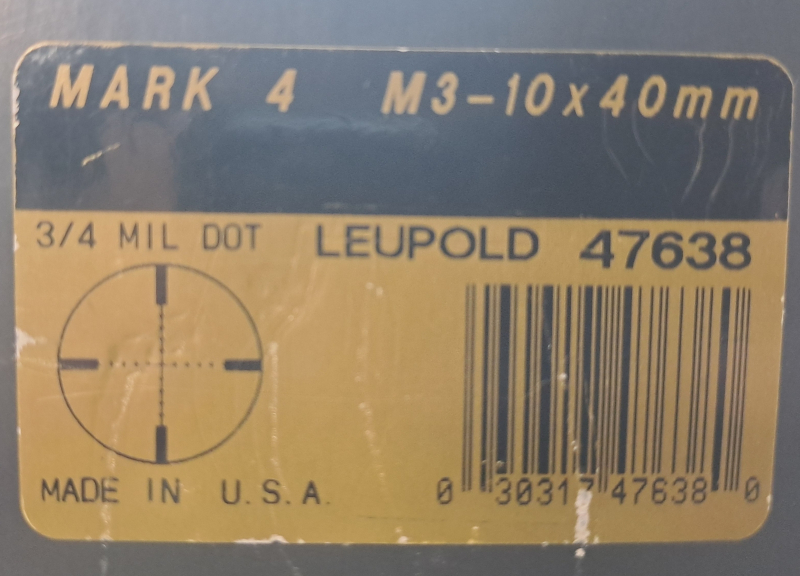 MARK 4 M3-10x40mm
3/4 MIL DOT LEUPOLD 47638
MADE IN U.S.A.
0 30317 47638 0